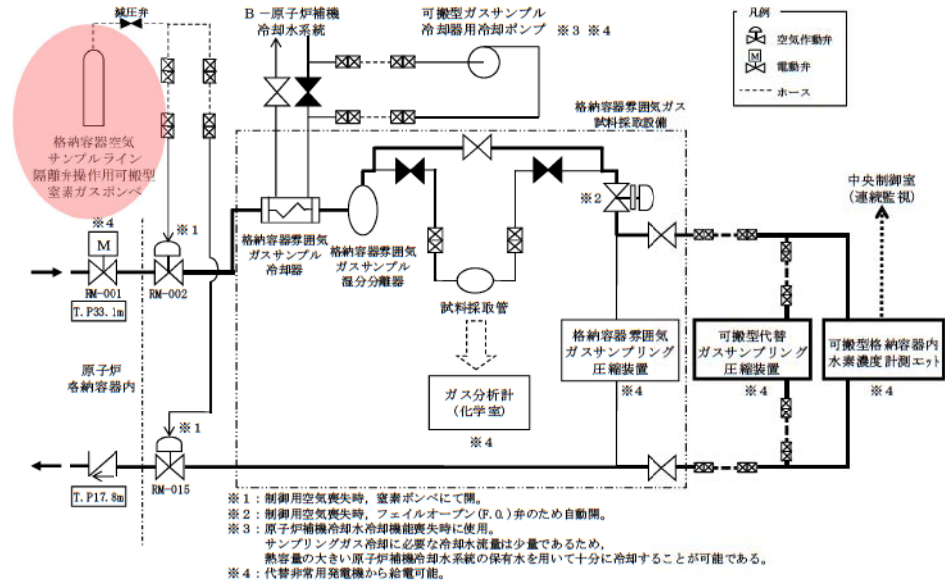 減圧弁
B－原子炉補機
冷却水系統
可搬型ガスサンプル
冷却器用冷却ポンプ ※３ ※４
凡例
空気作動弁
M
電動弁
ホース
格納容器空気
サンプルライン
隔離弁操作用可搬型
窒素ガスボンベ
格納容器雰囲気ガス
試料採取設備
※２
中央制御室
(連続監視)
※４
M
※１
RM-001
RM-002
T.P33.1m
格納容器雰囲気
ガスサンプル
冷却器
格納容器雰囲気
ガスサンプル
湿分分離器
試料採取管
原子炉
格納容器内
ガス分析計
(化学室)
※４
格納容器雰囲気
ガスサンプリング
圧縮装置
※４
可搬型代替
ガスサンプリング
圧縮装置
※４
可搬型格納容器内
水素濃度計測ユニット
※４
※１
T.P17.8m
RM-015
※１：制御用空気喪失時，窒素ボンベにて開。
※２：制御用空気喪失時，フェイルオープン(F.O.)弁のため自動開。
※３：原子炉補機冷却水冷却機能喪失時に使用。
サンプリングガス冷却に必要な冷却水流量は少量であるため，
熱容量の大きい原子炉補機冷却水系統の保有水を用いて十分に冷却することが可能である。
※４：代替非常用発電機から給電可能。